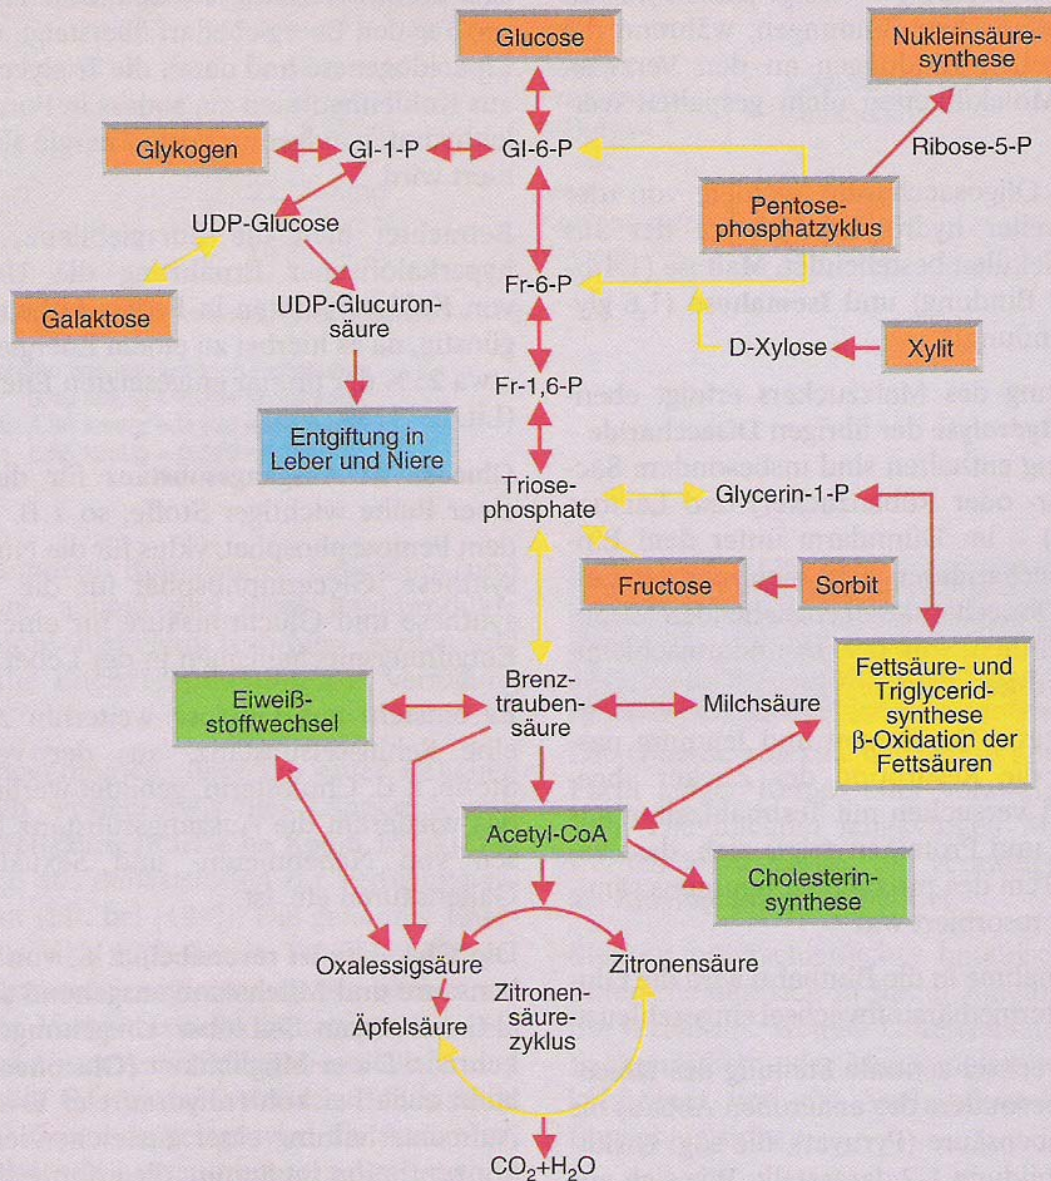 Glucose
Nukleinsäure-
synthese
Glykogen
Gl-1-P
Gl-6-P
Ribose-5-P
Pentose-
phosphatzyklus
UDP-Glucose
Fr-6-P
Galaktose
UDP-Glucuron-
säure
D-Xylose
Xylit
Fr-1,6-P
Entgiftung in
Leber und Niere
Triose-
phosphate
Glycerin-1-P
Fructose
Sorbit
Eiweiß-
stoffwechsel
Brenz-
trauben-
säure
Milchsäure
Fettsäure- und
Triglycerid-
synthese
β-Oxidation der
Fettsäuren
Acetyl-CoA
Cholesterin-
synthese
Oxalessigsäure
Zitronensäure
Äpfelsäure
Zitronen-
säure-
zyklus
CO₂+H₂O